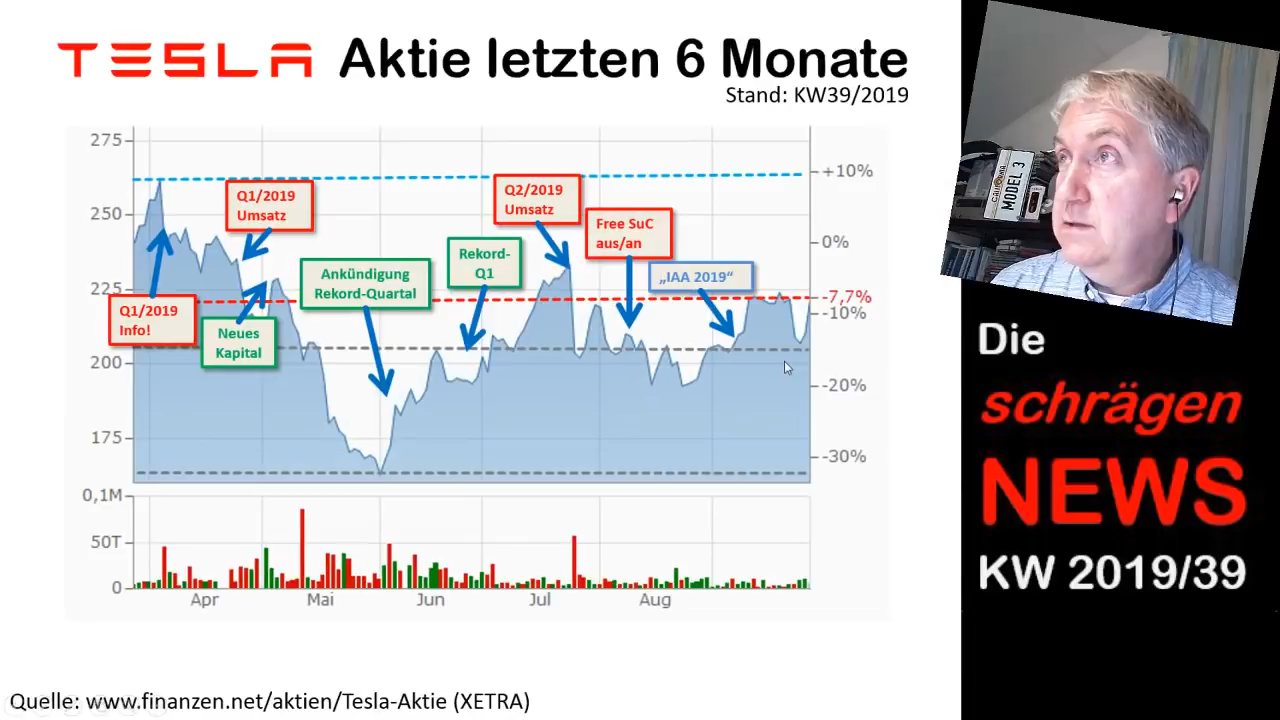 TESLA Aktie letzten 6 Monate
Stand: KW39/2019
275
250
225
200
175
+10%
0%
-7,7%
-10%
-20%
-30%
Q1/2019
Info!
Q1/2019
Umsatz
Neues
Kapital
Ankündigung
Rekord-Quartal
Rekord-
Q1
Q2/2019
Umsatz
Free SuC
aus/an
„IAA 2019“
0,1M
50T
0
Apr
Mai
Jun
Jul
Aug
Quelle: www.finanzen.net/aktien/Tesla-Aktie (XETRA)
MODEL 3
Die
schrägen
NEWS
KW 2019/39